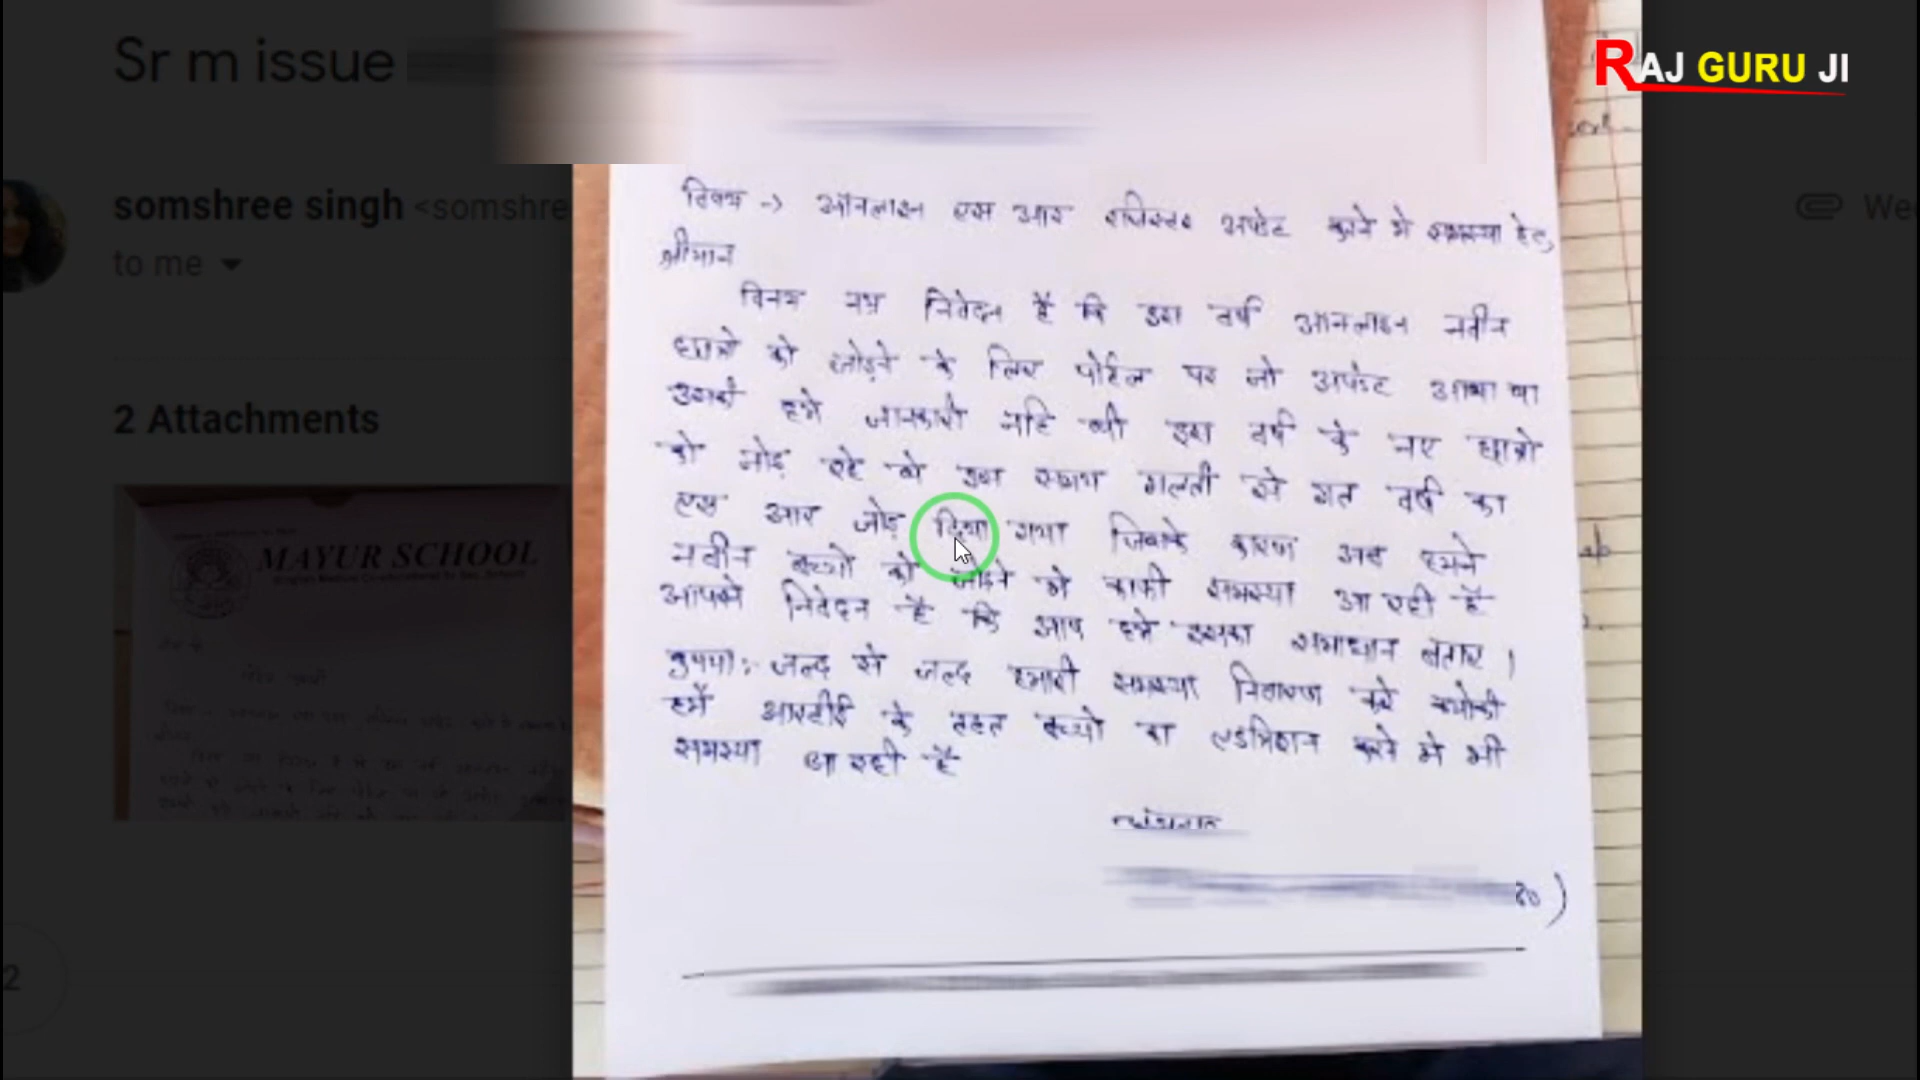 Sr m issue
RAJ GURU JI
somshree singh <somshre
to me
We
2 Attachments
MAYUR SCHOOL
विषय -> ऑनलाइन एस आर रजिस्टर अपडेट करने मे समस्या हेतु
श्रीमान
विनम्र निवेदन है कि इस वर्ष आनलाइन नवीन
छात्रो को जोड़ने के लिए पोर्टल पर जो अपडेट आया था
उसकी हमे जानकारी नहि थी इस वर्ष के नए छात्रो
को जोड़ रहे थे इस समय गलती से गत वर्ष का
एस आर जोड़ दिया गया जिसके कारण अब हमने
नवीन बच्चो को जोड़ने मे काफी समस्या आ रही है
आपसे निवेदन है कि आप हमे इसका समाधान बताए।
कृपया: जल्द से जल्द हमारी समस्या निवारण करे क्योकी
हमें आरटीई के तहत बच्चो का एडमिशन करने मे भी
समस्या आ रही है
2